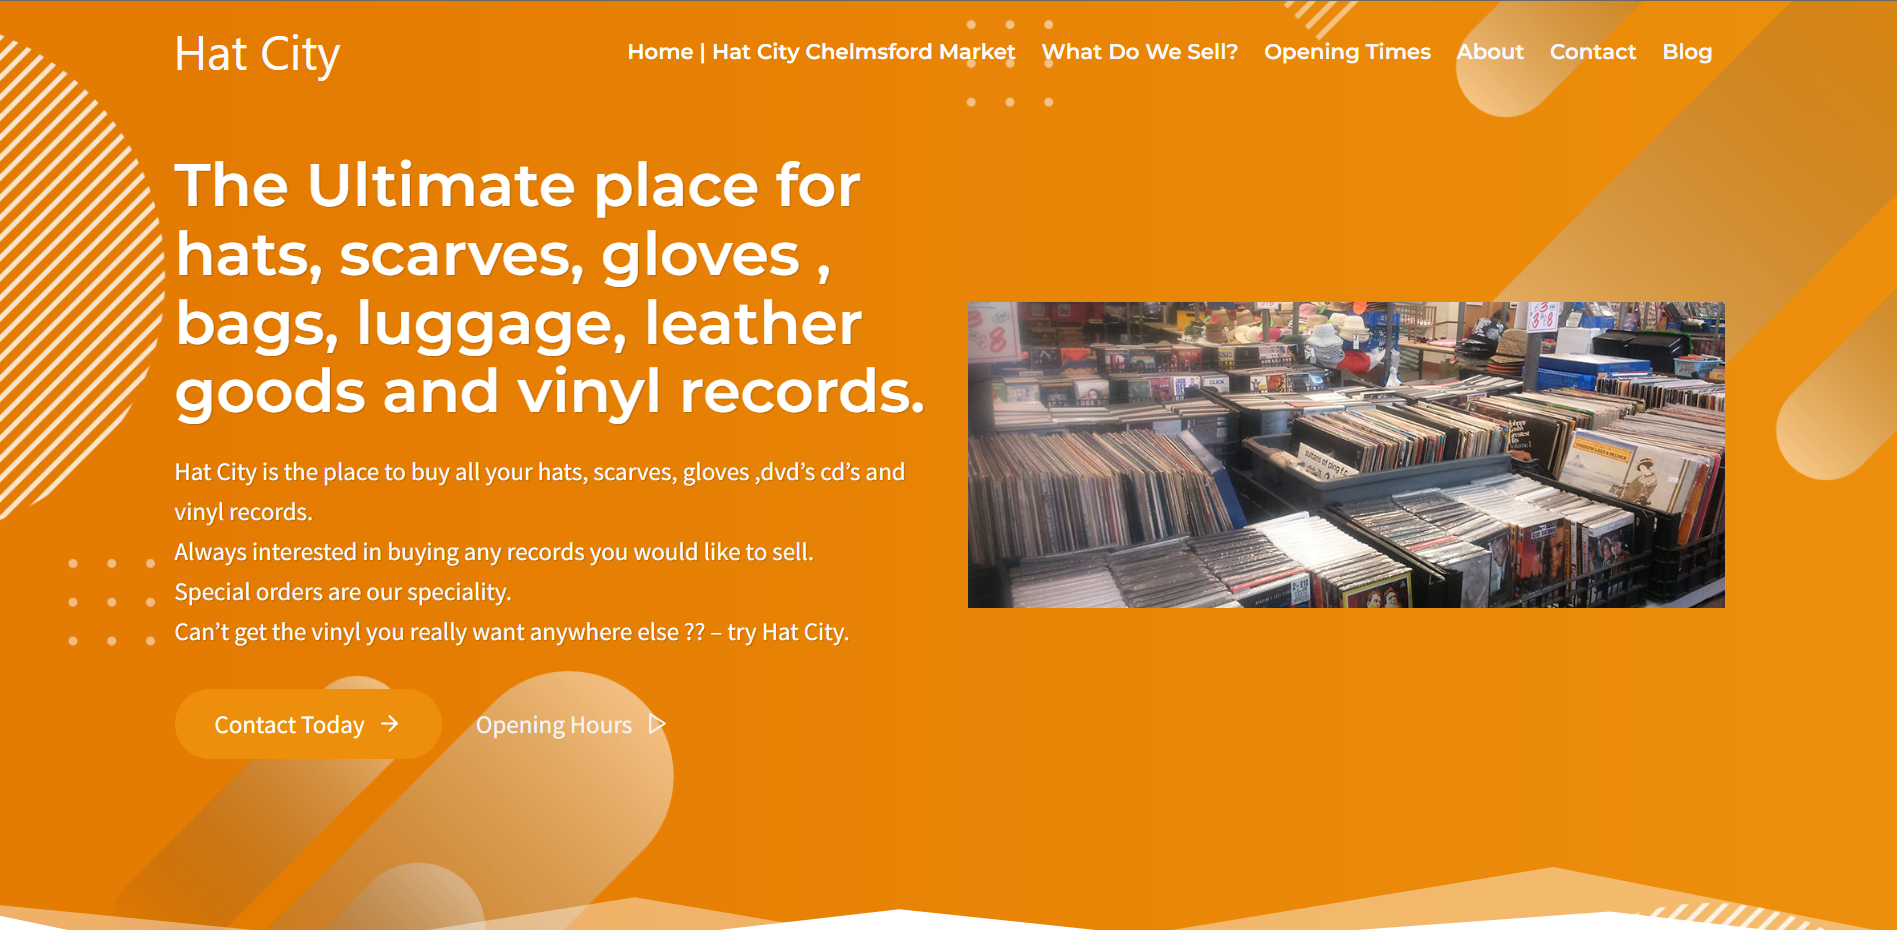 Hat City
Home | Hat City Chelmsford Market What Do We Sell? Opening Times About Contact Blog
The Ultimate place for
hats, scarves, gloves ,
bags, luggage, leather
goods and vinyl records.
Hat City is the place to buy all your hats, scarves, gloves ,dvd’s cd’s and
vinyl records.
Always interested in buying any records you would like to sell.
Special orders are our speciality.
Can’t get the vinyl you really want anywhere else ?? – try Hat City.
Contact Today
Opening Hours
sultans of ping f.c.